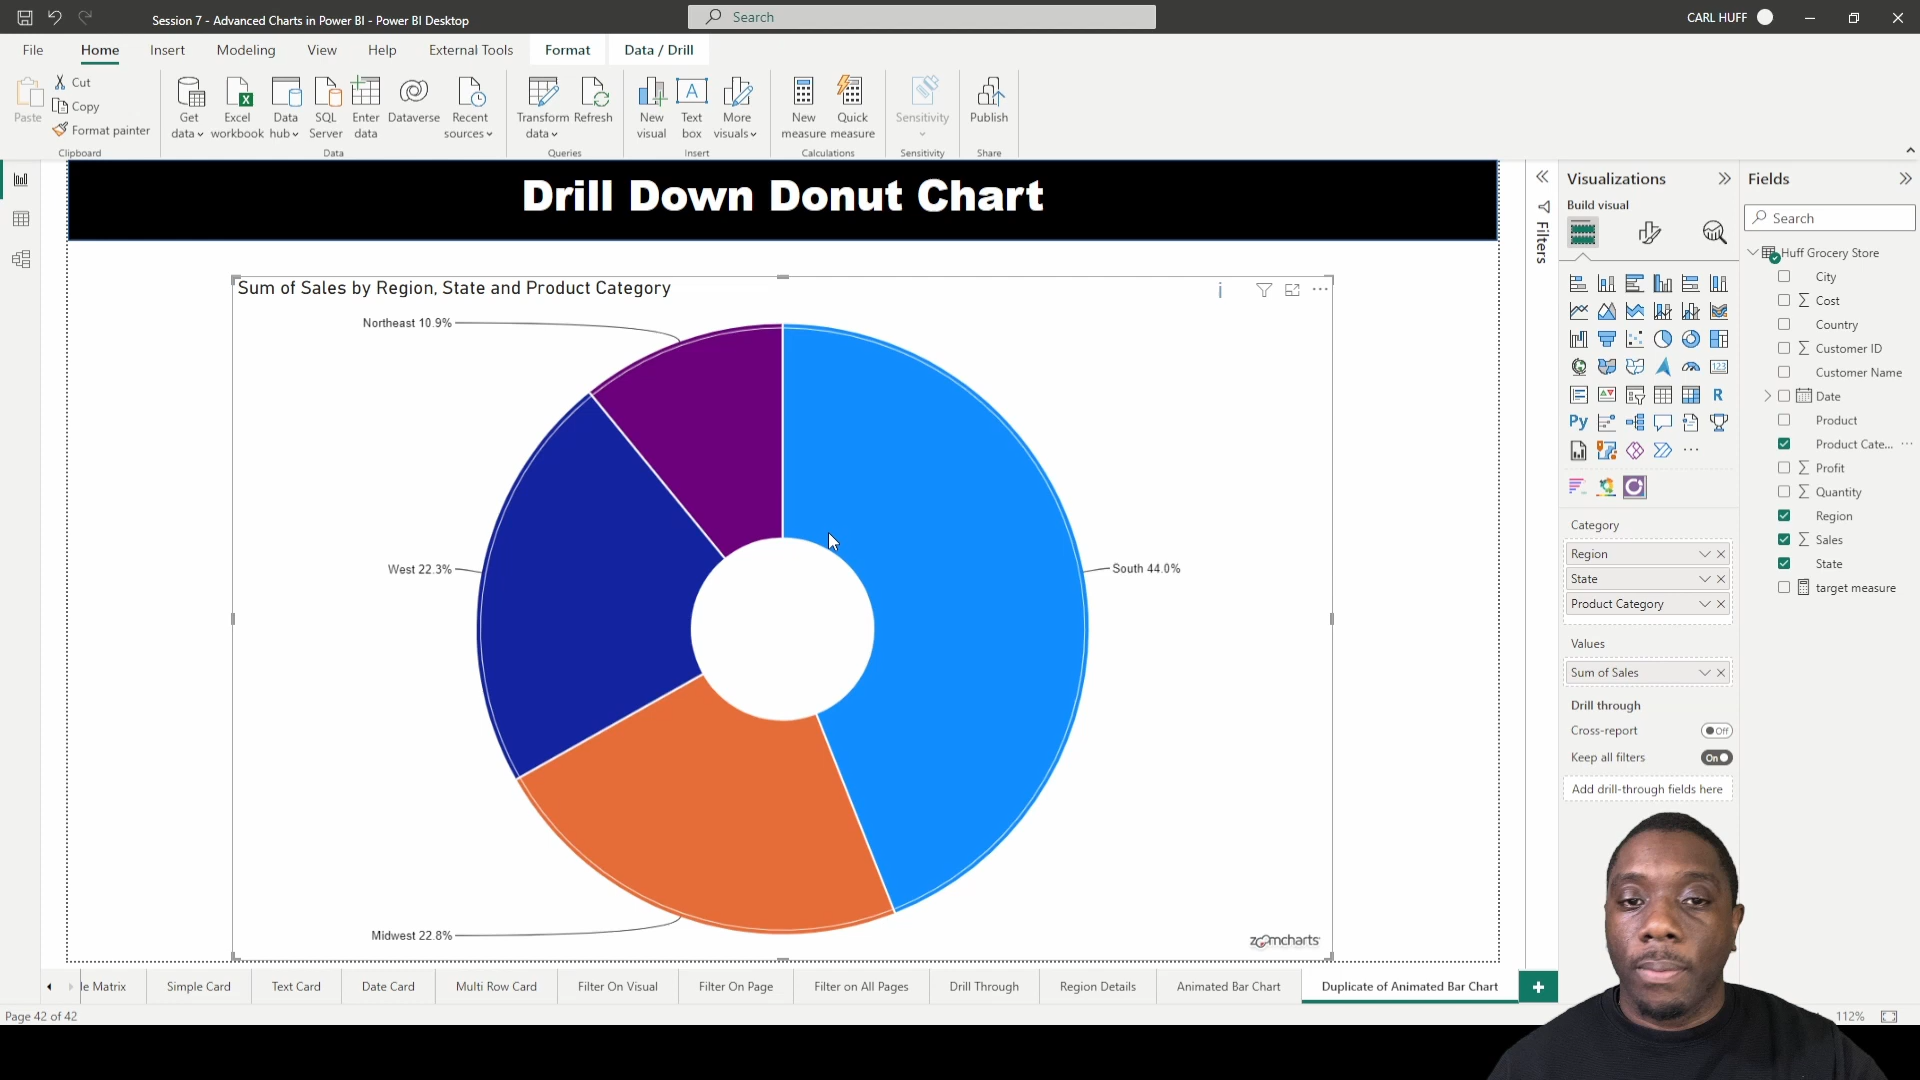 Session 7 - Advanced Charts in Power BI - Power BI Desktop
Search
CARL HUFF
File
Home
Insert
Modeling
View
Help
External Tools
Format
Data / Drill
Paste
Cut
Copy
Format painter
Clipboard
Get data
Excel workbook
Data hub
SQL Server
Enter data
Dataverse
Recent sources
Data
Transform data
Refresh
Queries
New visual
Text box
More visuals
Insert
New measure
Quick measure
Calculations
Sensitivity
Sensitivity
Publish
Share
Drill Down Donut Chart
Sum of Sales by Region, State and Product Category
Northeast 10.9%
West 22.3%
South 44.0%
Midwest 22.8%
zoomcharts
Filters
Visualizations
Build visual
123
R
Py
Category
Region
State
Product Category
Values
Sum of Sales
Drill through
Cross-report
Off
Keep all filters
On
Add drill-through fields here
Fields
Search
Huff Grocery Store
City
Cost
Country
Customer ID
Customer Name
Date
Product
Product Cate...
Profit
Quantity
Region
Sales
State
target measure
le Matrix
Simple Card
Text Card
Date Card
Multi Row Card
Filter On Visual
Filter On Page
Filter on All Pages
Drill Through
Region Details
Animated Bar Chart
Duplicate of Animated Bar Chart
Page 42 of 42
112%